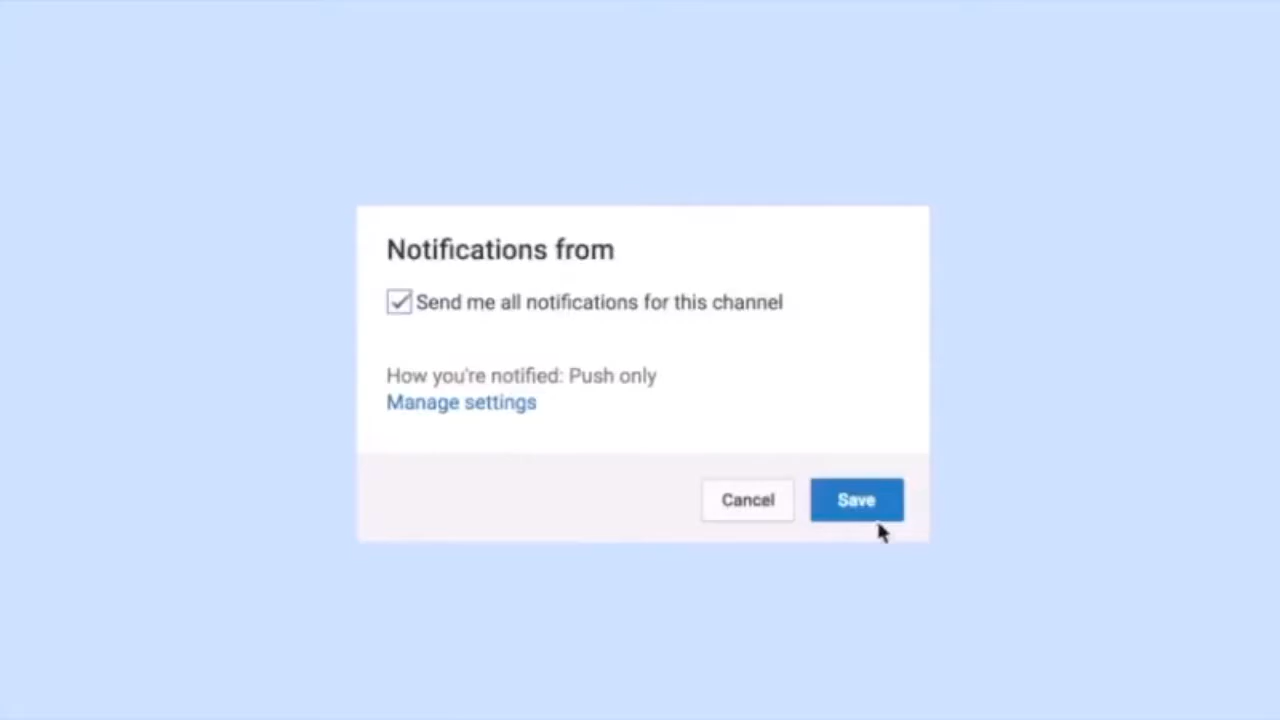 Notifications from
Send me all notifications for this channel
How you're notified: Push only
Manage settings
Cancel
Save